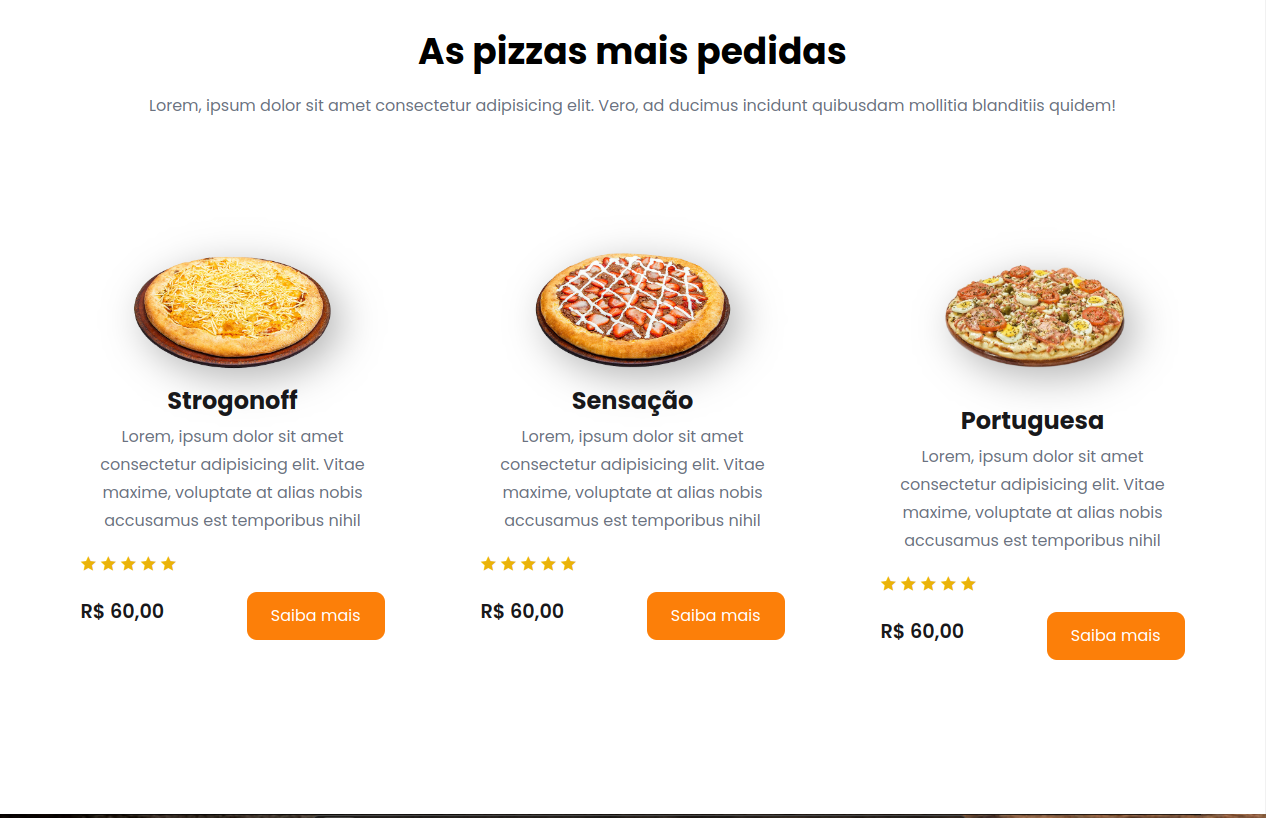 As pizzas mais pedidas
Lorem, ipsum dolor sit amet consectetur adipisicing elit. Vero, ad ducimus incidunt quibusdam mollitia blanditiis quidem!
Strogonoff
Lorem, ipsum dolor sit amet
consectetur adipisicing elit. Vitae
maxime, voluptate at alias nobis
accusamus est temporibus nihil
R$ 60,00
Saiba mais
Sensação
Lorem, ipsum dolor sit amet
consectetur adipisicing elit. Vitae
maxime, voluptate at alias nobis
accusamus est temporibus nihil
R$ 60,00
Saiba mais
Portuguesa
Lorem, ipsum dolor sit amet
consectetur adipisicing elit. Vitae
maxime, voluptate at alias nobis
accusamus est temporibus nihil
R$ 60,00
Saiba mais